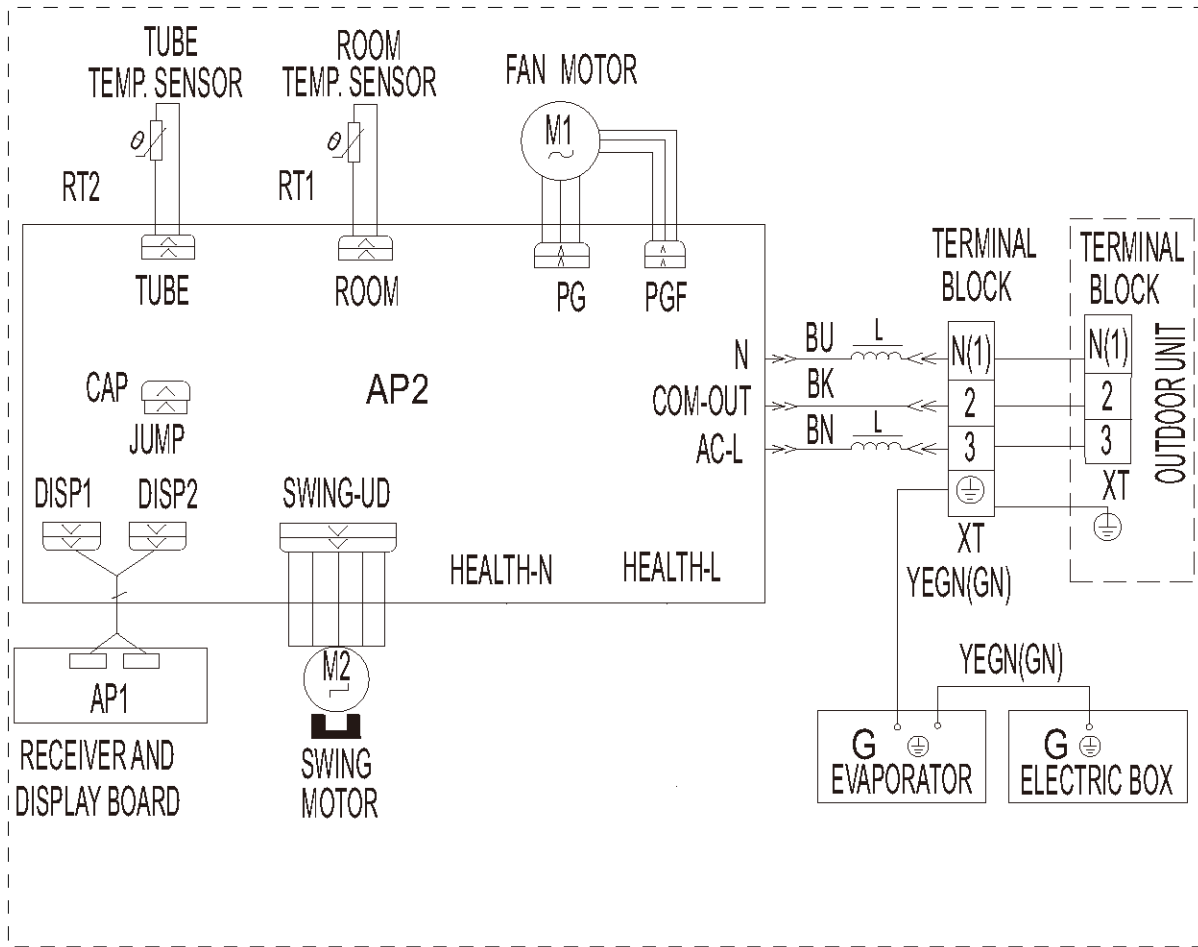 TUBE
TEMP. SENSOR
ROOM
TEMP. SENSOR
FAN MOTOR
θ
RT2
θ
RT1
M1
TUBE
ROOM
PG
PGF
CAP
JUMP
AP2
N
COM-OUT
AC-L
BU
L
BK
BN
L
TERMINAL
BLOCK
N(1)
2
3
XT
YEGN(GN)
TERMINAL
BLOCK
N(1)
2
3
XT
OUTDOOR UNIT
DISP1
DISP2
SWING-UD
HEALTH-N
HEALTH-L
AP1
RECEIVER AND
DISPLAY BOARD
M2
SWING
MOTOR
YEGN(GN)
G
EVAPORATOR
G
ELECTRIC BOX